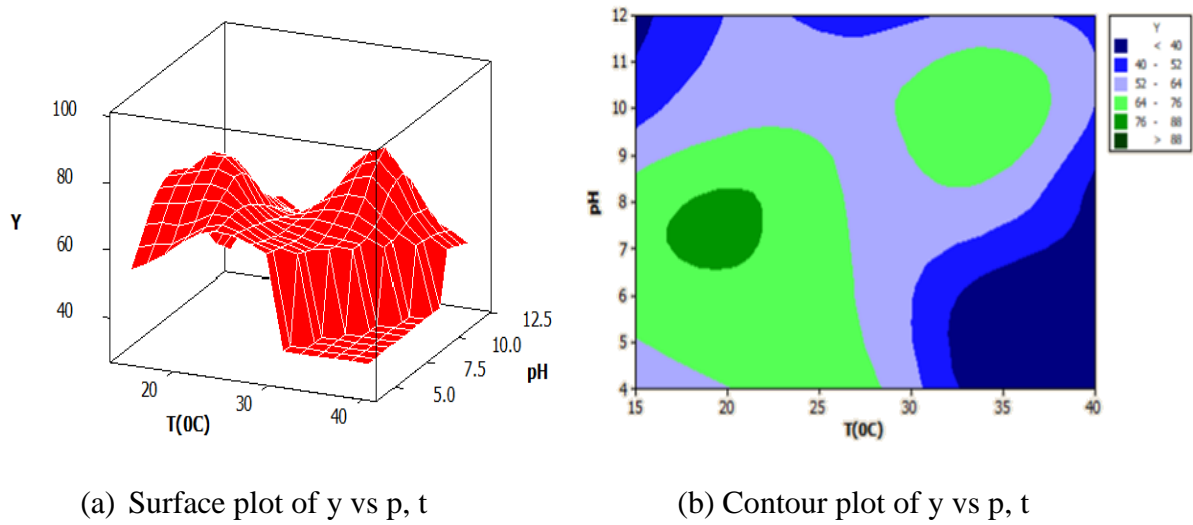 100
80
60
40
Y
20
30
40
T(0C)
5.0
7.5
10.0
12.5
pH
12
11
10
9
8
7
6
5
4
pH
15
20
25
30
35
40
T(0C)
Y
< 40
40 - 52
52 - 64
64 - 76
76 - 88
> 88
(a) Surface plot of y vs p, t
(b) Contour plot of y vs p, t